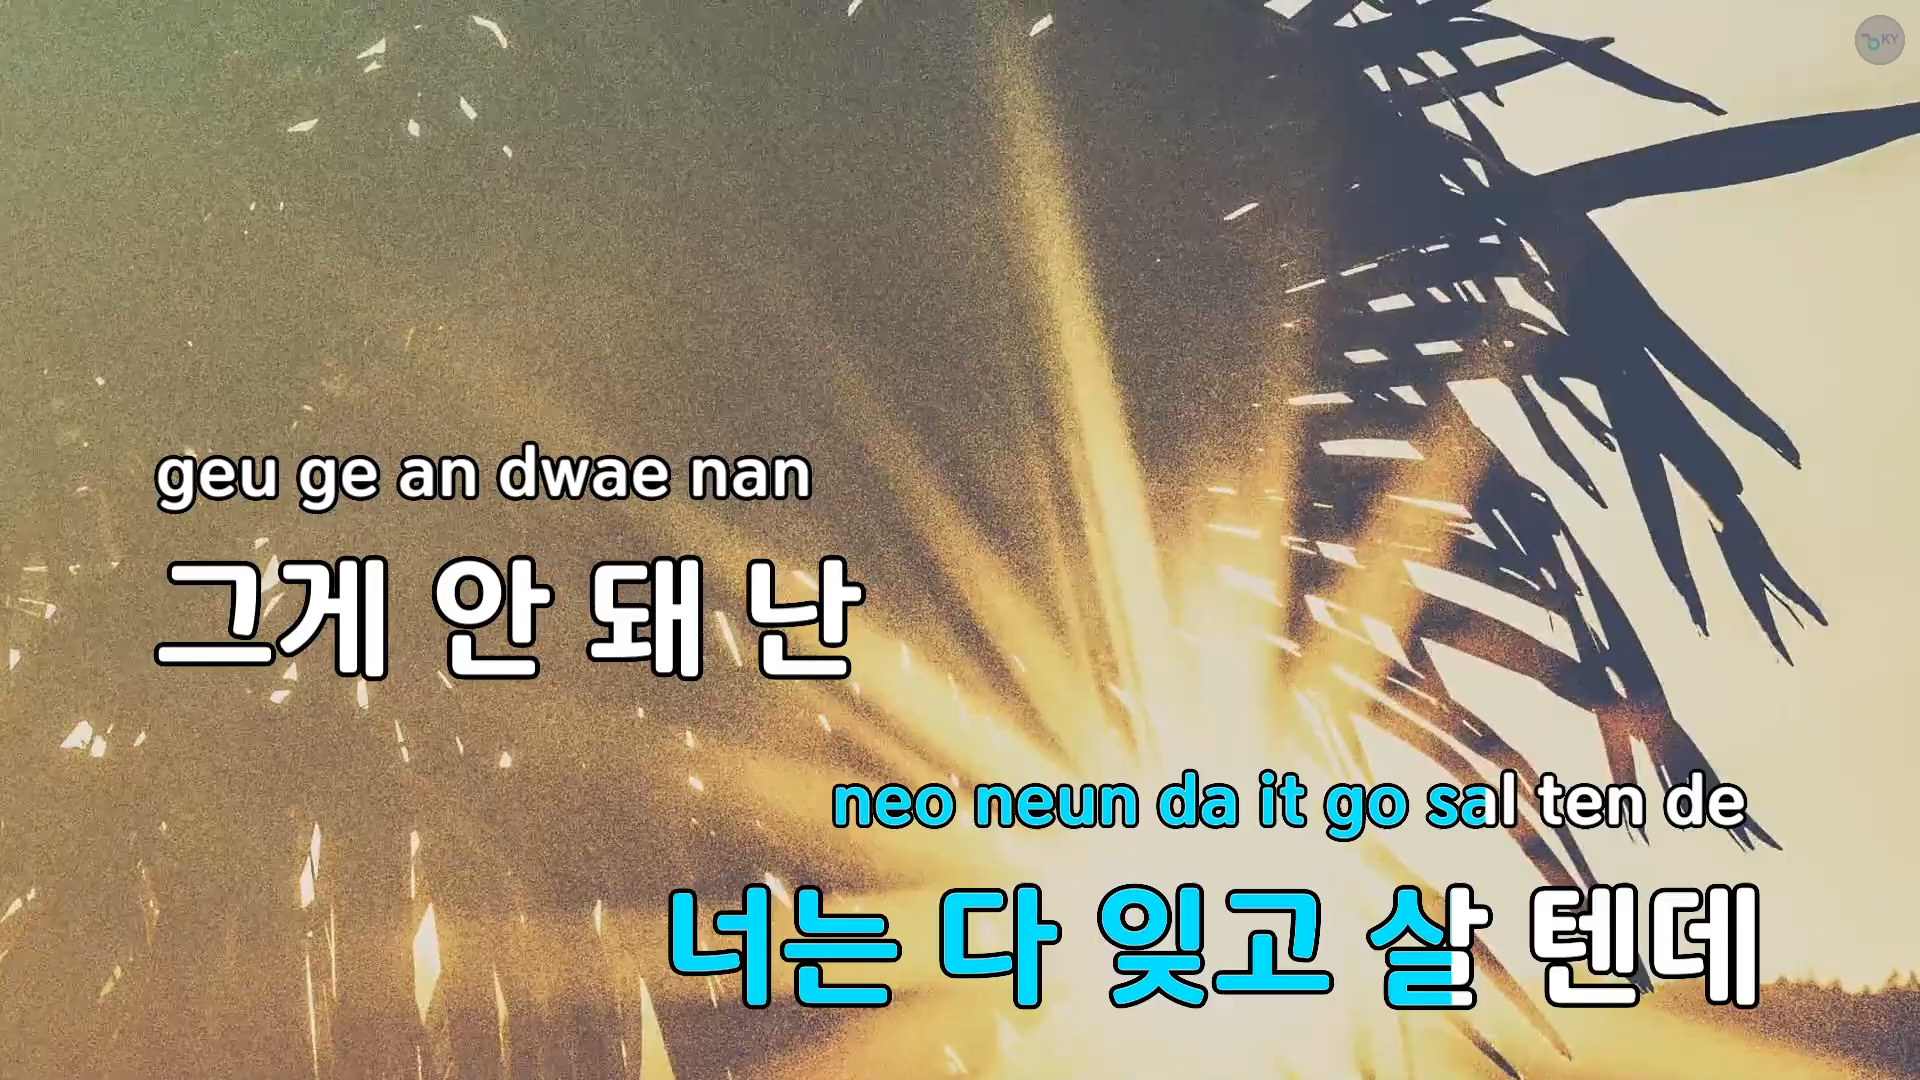 KY
geu ge an dwae nan
그게 안 돼 난
neo neun da it go sal ten de
너는 다 잊고 살 텐데